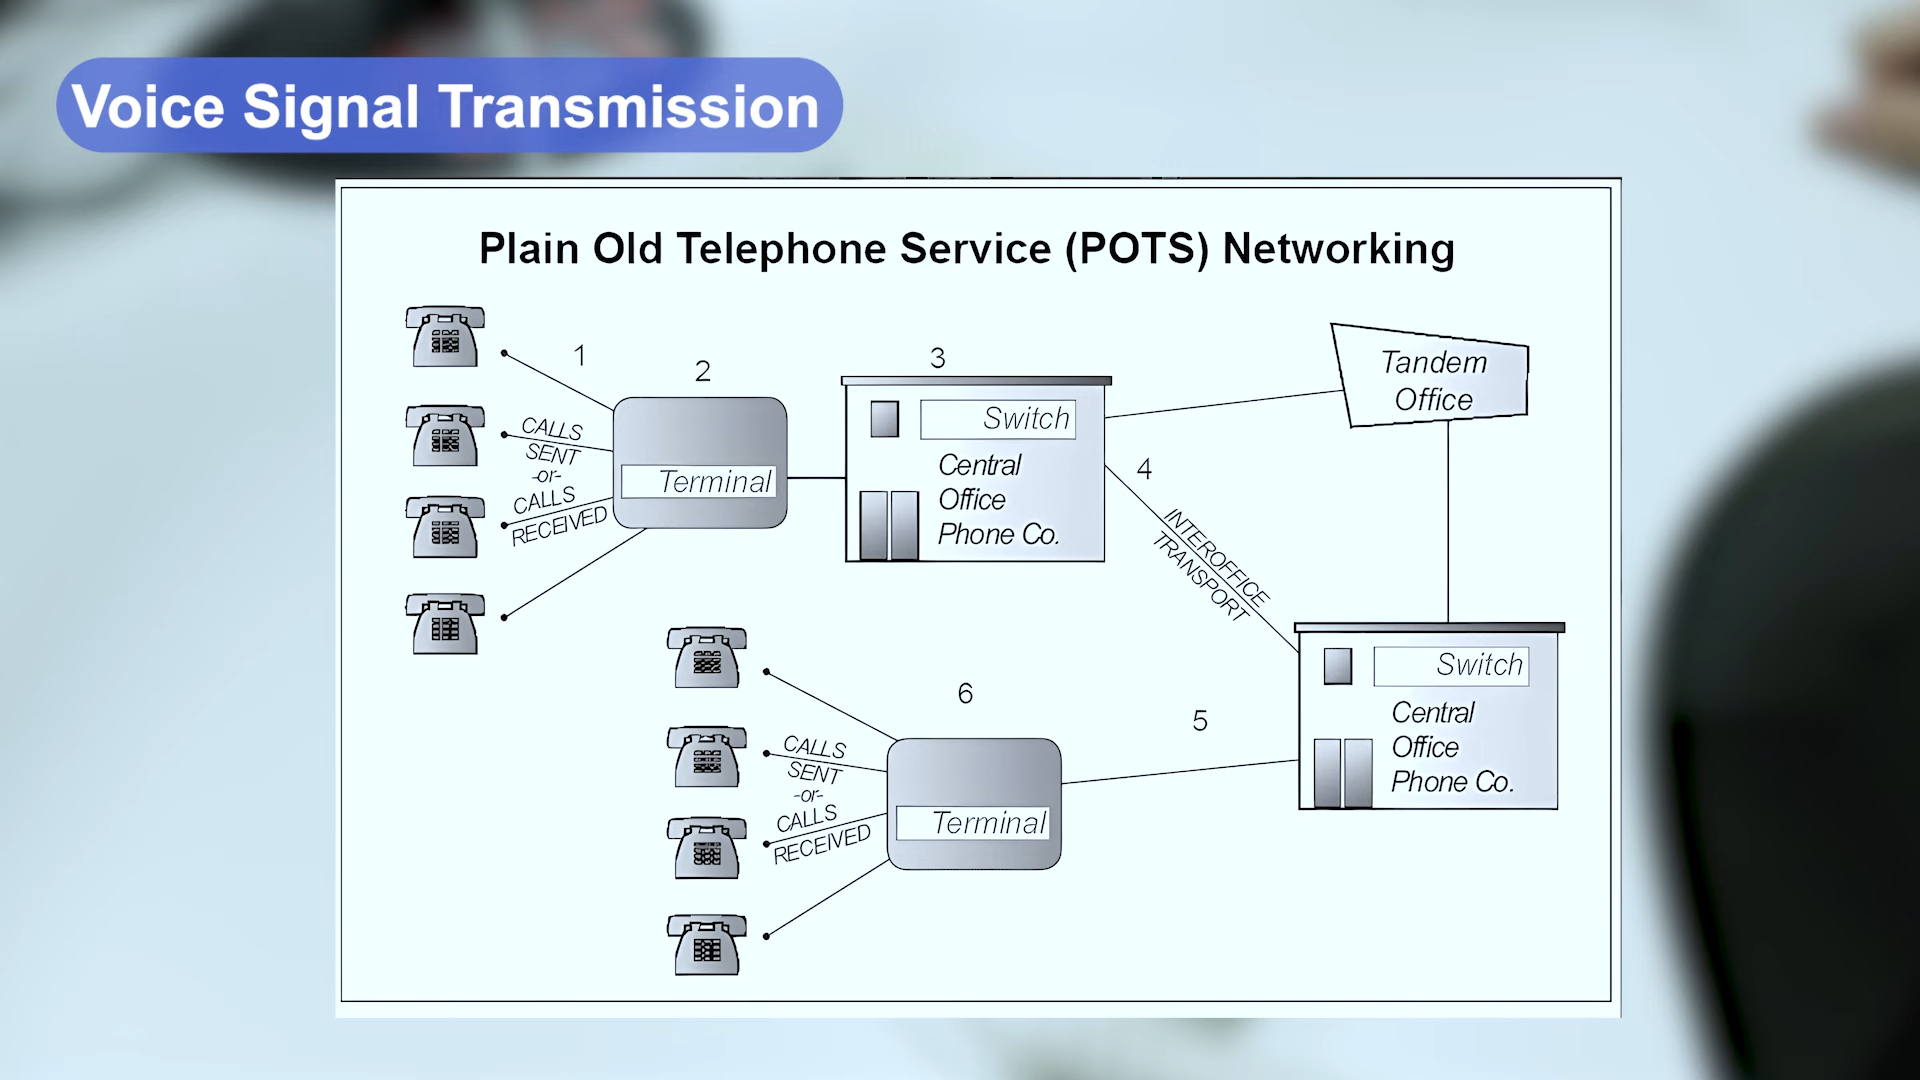 Voice Signal Transmission
Plain Old Telephone Service (POTS) Networking
1
2
3
CALLS
SENT
-or-
CALLS
RECEIVED
Terminal
Switch
Central
Office
Phone Co.
Tandem
Office
4
INTEROFFICE
TRANSPORT
5
6
CALLS
SENT
-or-
CALLS
RECEIVED
Terminal
Switch
Central
Office
Phone Co.